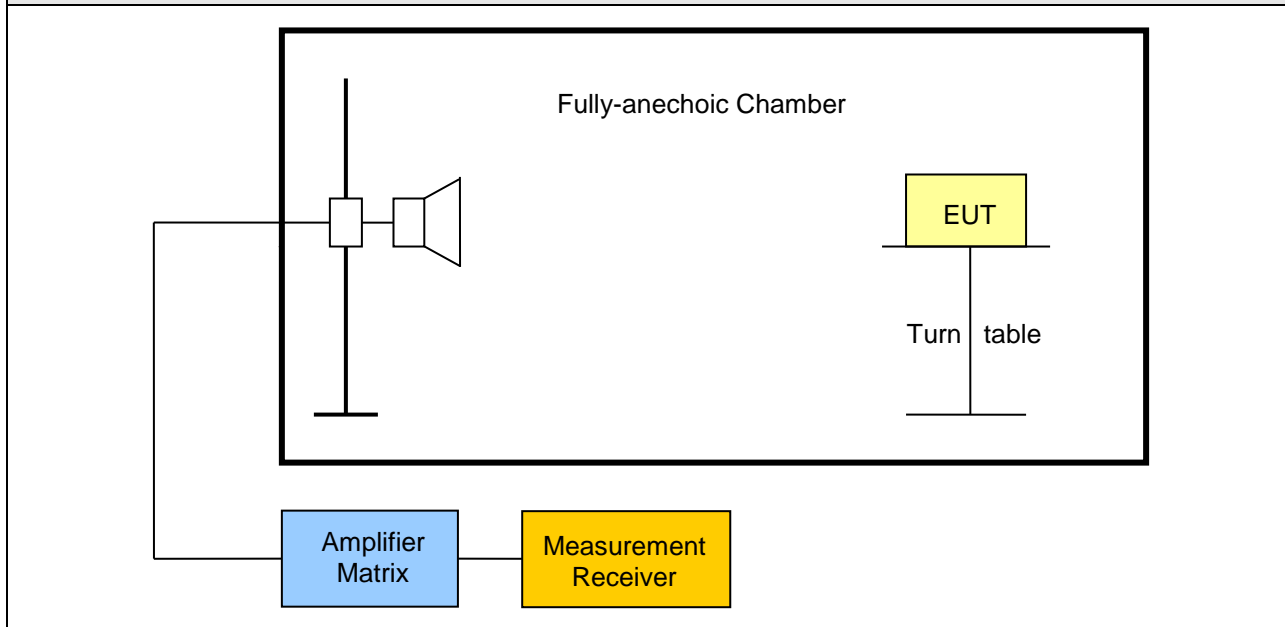 Fully-anechoic Chamber
EUT
Turn table
Amplifier
Matrix
Measurement
Receiver